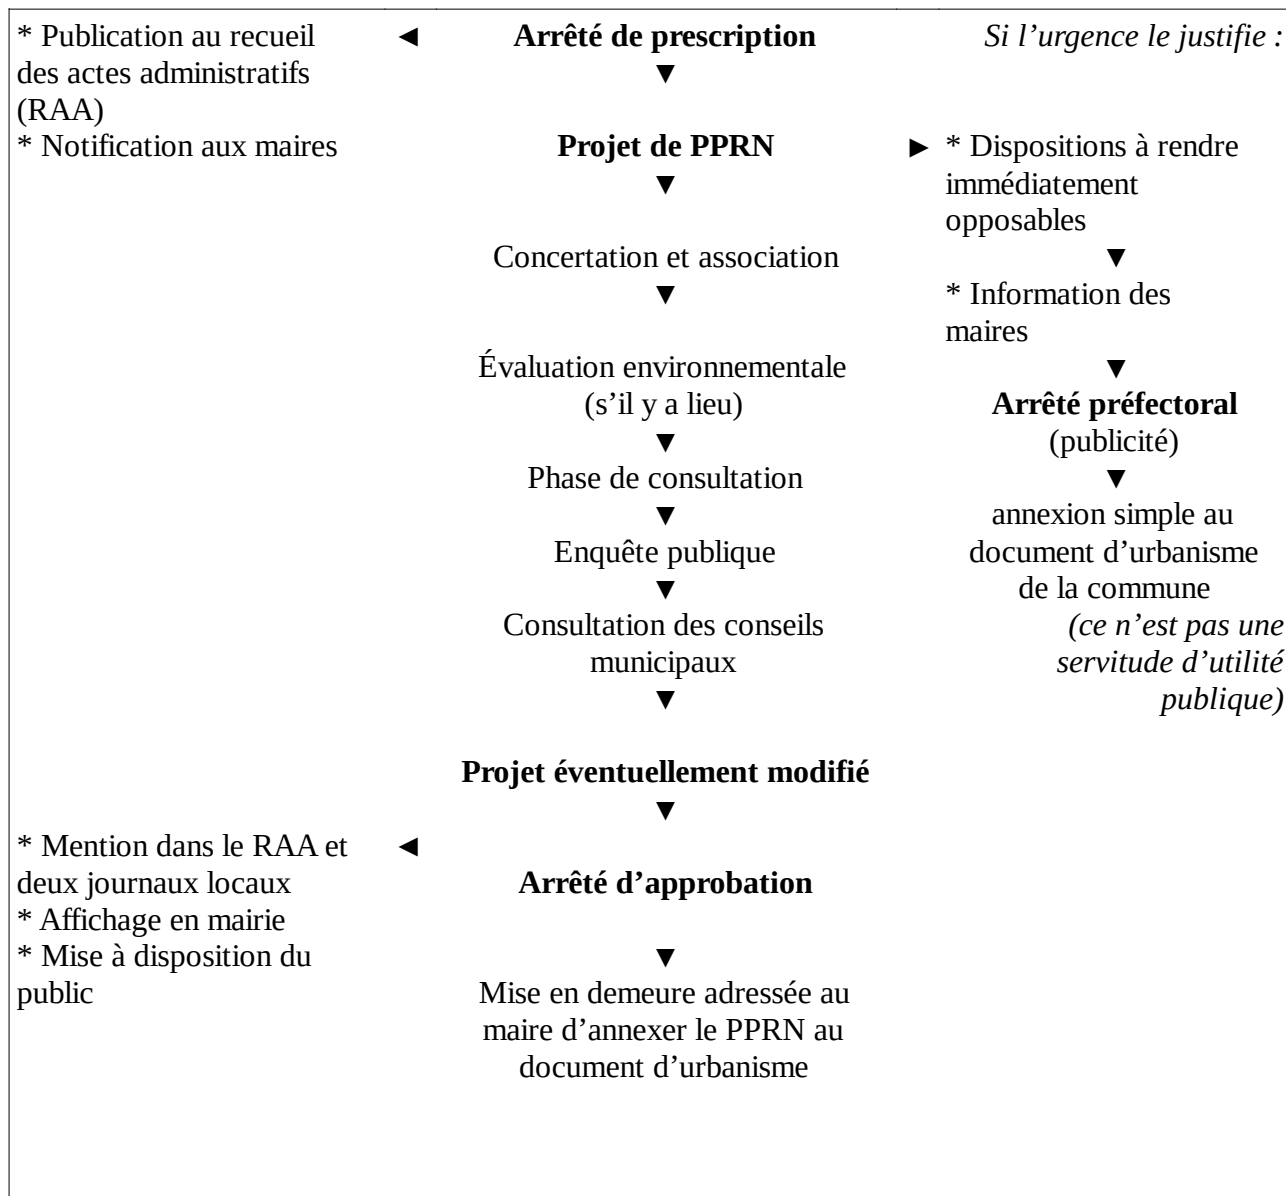 * Publication au recueil
des actes administratifs
(RAA)
* Notification aux maires
◄
Arrêté de prescription
▼
Projet de PPRN
▼
Concertation et association
▼
Évaluation environnementale
(s’il y a lieu)
▼
Phase de consultation
▼
Enquête publique
▼
Consultation des conseils
municipaux
▼
Projet éventuellement modifié
▼
Arrêté d’approbation
▼
Mise en demeure adressée au
maire d’annexer le PPRN au
document d’urbanisme
Si l’urgence le justifie :
►
* Dispositions à rendre
immédiatement
opposables
▼
* Information des
maires
▼
Arrêté préfectoral
(publicité)
▼
annexion simple au
document d’urbanisme
de la commune
(ce n’est pas une
servitude d’utilité
publique)
◄
* Mention dans le RAA et
deux journaux locaux
* Affichage en mairie
* Mise à disposition du
public